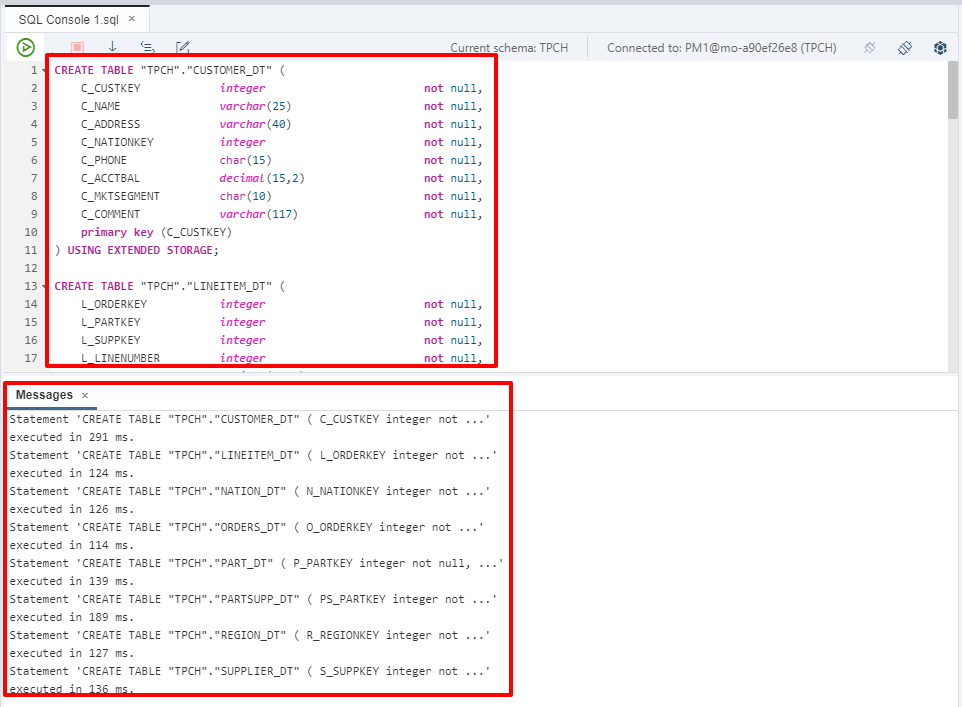 SQL Console 1.sql ×
Current schema: TPCH Connected to: PM1@mo-a90ef26e8 (TPCH)
1 CREATE TABLE "TPCH"."CUSTOMER_DT" (
2 C_CUSTKEY integer not null,
3 C_NAME varchar(25) not null,
4 C_ADDRESS varchar(40) not null,
5 C_NATIONKEY integer not null,
6 C_PHONE char(15) not null,
7 C_ACCTBAL decimal(15,2) not null,
8 C_MKTSEGMENT char(10) not null,
9 C_COMMENT varchar(117) not null,
10 primary key (C_CUSTKEY)
11 ) USING EXTENDED STORAGE;
12
13 CREATE TABLE "TPCH"."LINEITEM_DT" (
14 L_ORDERKEY integer not null,
15 L_PARTKEY integer not null,
16 L_SUPPKEY integer not null,
17 L_LINENUMBER integer not null,
Messages ×
Statement 'CREATE TABLE "TPCH"."CUSTOMER_DT" ( C_CUSTKEY integer not ...'
executed in 291 ms.
Statement 'CREATE TABLE "TPCH"."LINEITEM_DT" ( L_ORDERKEY integer not ...'
executed in 124 ms.
Statement 'CREATE TABLE "TPCH"."NATION_DT" ( N_NATIONKEY integer not ...'
executed in 126 ms.
Statement 'CREATE TABLE "TPCH"."ORDERS_DT" ( O_ORDERKEY integer not ...'
executed in 114 ms.
Statement 'CREATE TABLE "TPCH"."PART_DT" ( P_PARTKEY integer not null, ...'
executed in 139 ms.
Statement 'CREATE TABLE "TPCH"."PARTSUPP_DT" ( PS_PARTKEY integer not ...'
executed in 189 ms.
Statement 'CREATE TABLE "TPCH"."REGION_DT" ( R_REGIONKEY integer not ...'
executed in 127 ms.
Statement 'CREATE TABLE "TPCH"."SUPPLIER_DT" ( S_SUPPKEY integer not ...'
executed in 136 ms.